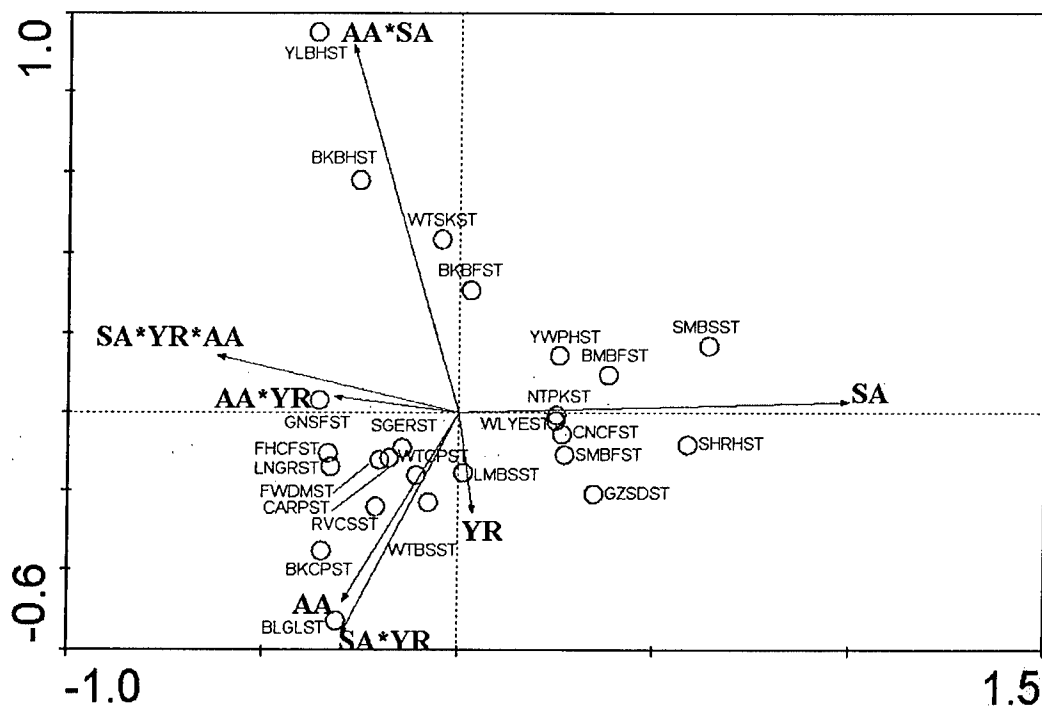 1.0
AA*SA
YLBHST
BKBHST
WTSKST
BKBFST
SA*YR*AA
YWPHST
SMBSST
BMBFST
AA*YR
SA
NTPKST
GNSFST
SGERST
WLYEST
CNCFST
FHCFST
WTCPST
SHRHST
LNGRST
LMBSST
SMBFST
FWDMST
CARPST
GZSDST
RVCSST
YR
WTBSST
BKCPST
AA
BLGLST
SA*YR
-0.6
-1.0
1.5